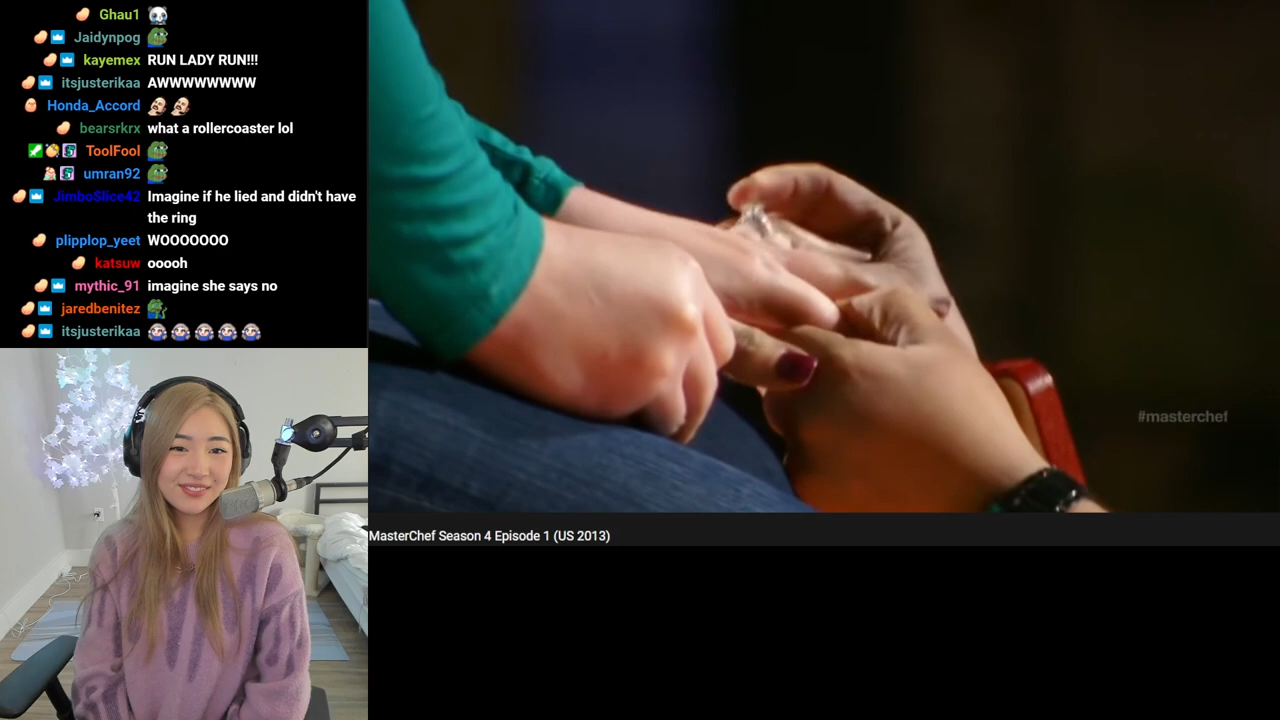 Ghau1
Jaidynpog
kayemex RUN LADY RUN!!!
itsjusterikaa AWWWWWWWW
Honda_Accord
bearsrkrx what a rollercoaster lol
ToolFool
umran92
JimboSlice42 Imagine if he lied and didn't have
the ring
plipplop_yeet WOOOOOOO
katsuw ooooh
mythic_91 imagine she says no
jaredbenitez
itsjusterikaa
#masterchef
MasterChef Season 4 Episode 1 (US 2013)